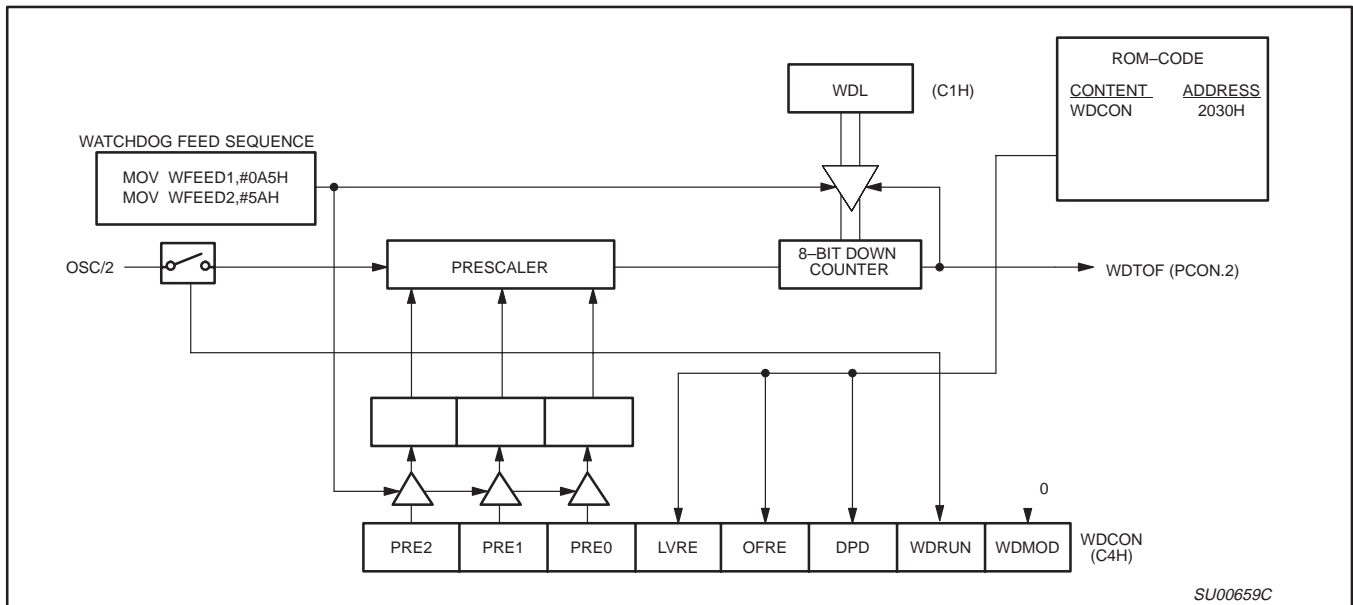 ROM–CODE
CONTENT ADDRESS
WDCON 2030H
WDL (C1H)
WATCHDOG FEED SEQUENCE
MOV WFEED1,#0A5H
MOV WFEED2,#5AH
OSC/2
PRESCALER
8–BIT DOWN
COUNTER
WDTOF (PCON.2)
0
PRE2 PRE1 PRE0 LVRE OFRE DPD WDRUN WDMOD
WDCON
(C4H)
SU00659C